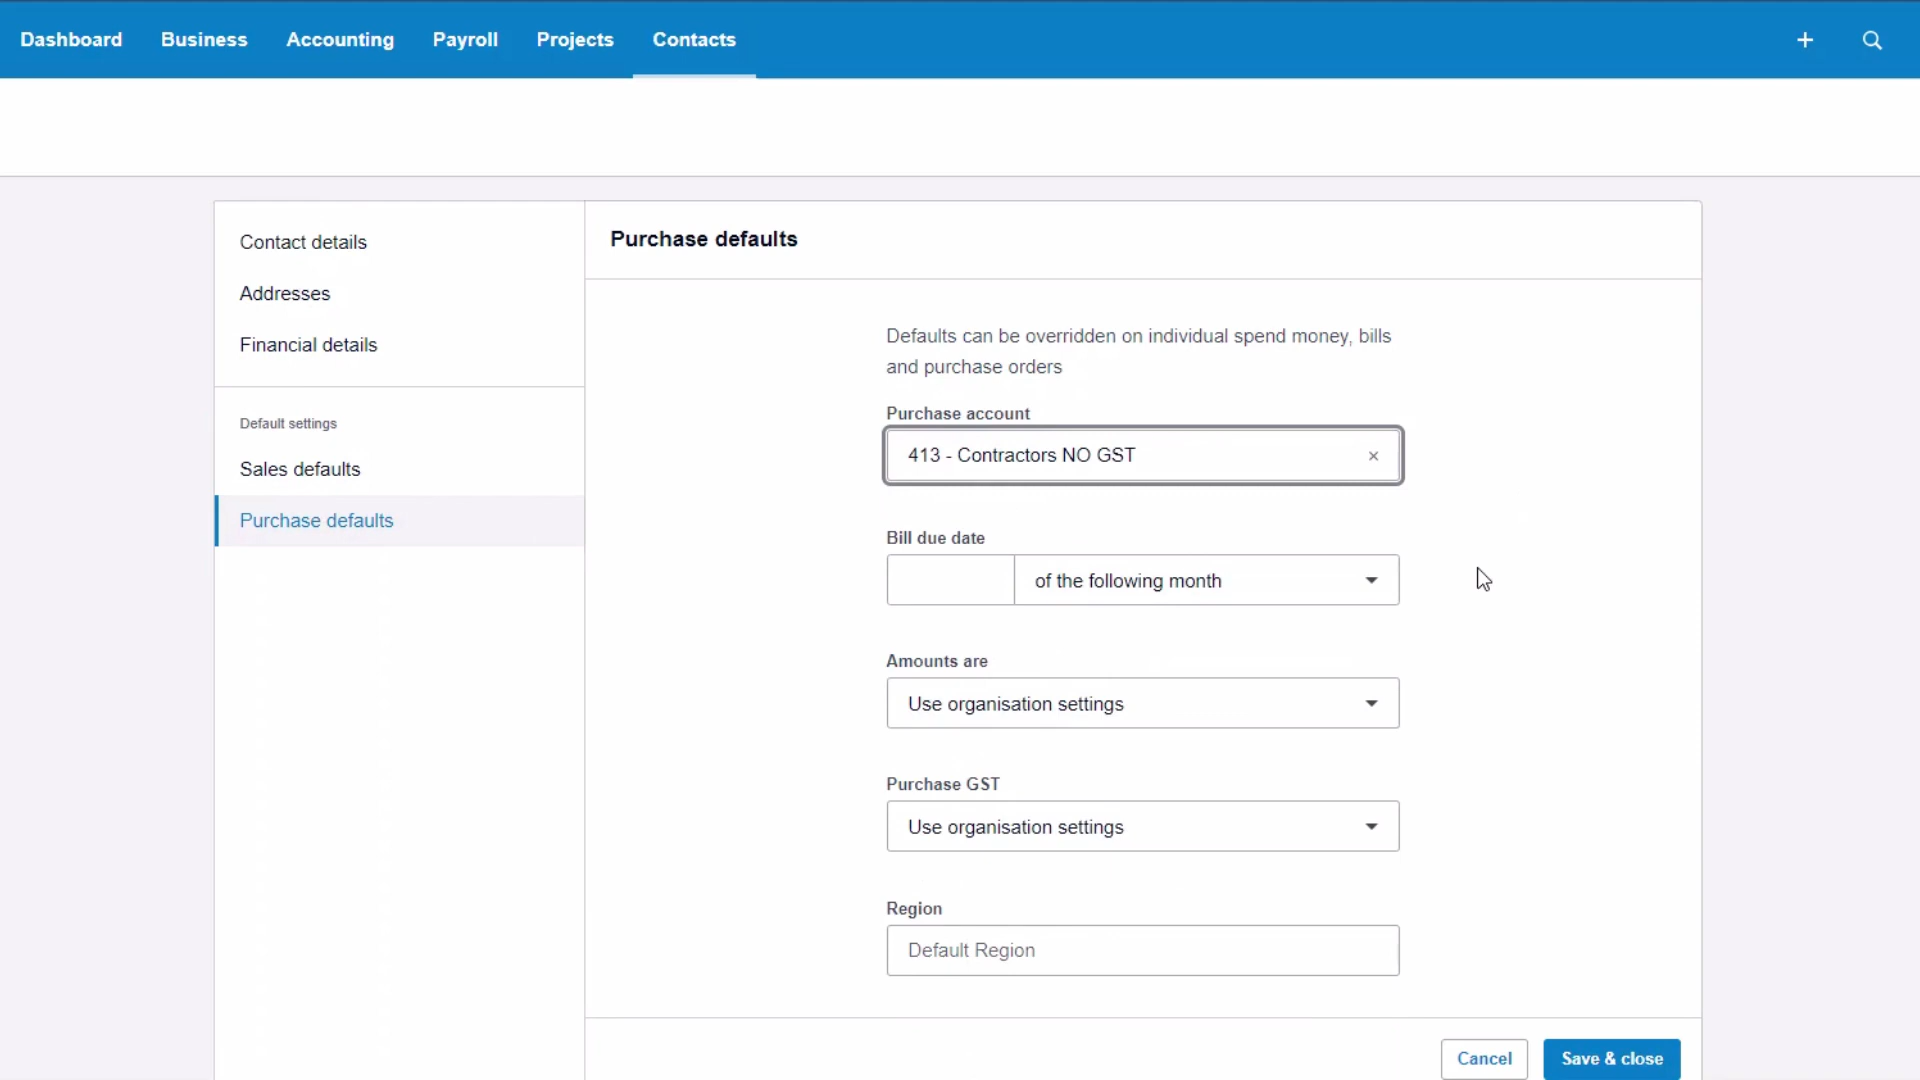 Dashboard Business Accounting Payroll Projects Contacts
Contact details
Addresses
Financial details
Default settings
Sales defaults
Purchase defaults
Purchase defaults
Defaults can be overridden on individual spend money, bills
and purchase orders
Purchase account
413 - Contractors NO GST
Bill due date
of the following month
Amounts are
Use organisation settings
Purchase GST
Use organisation settings
Region
Default Region
Cancel Save & close